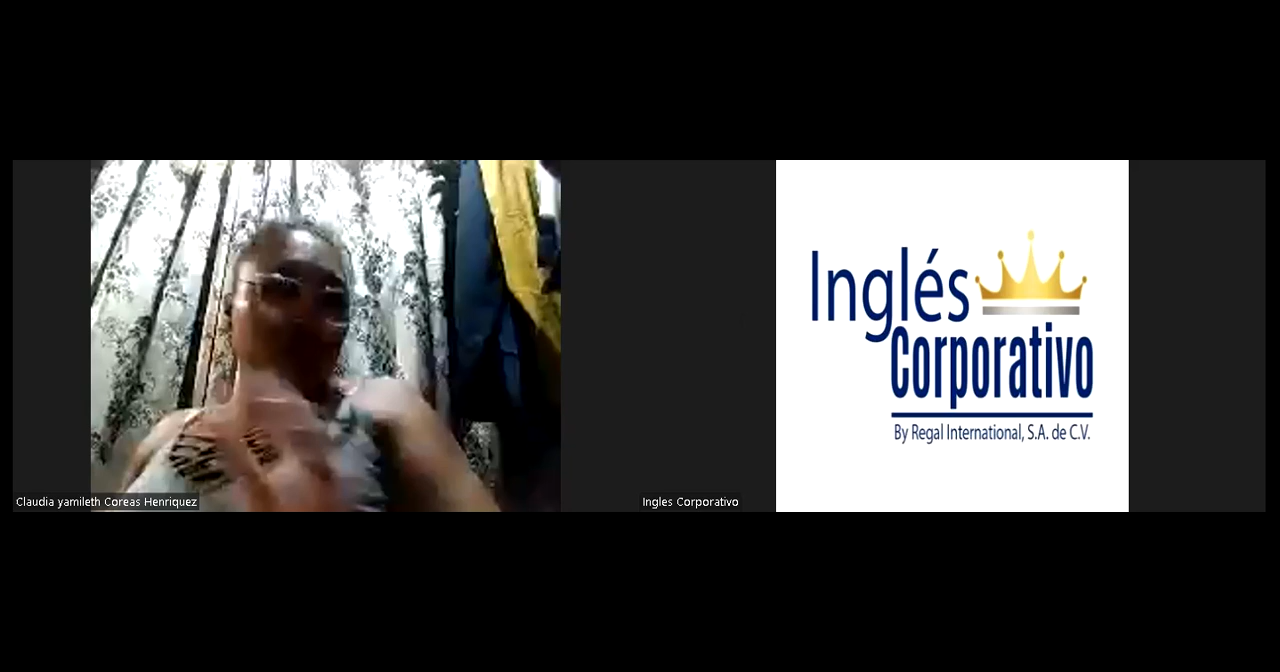 Claudia yamileth Coreas Henriquez
Inglés
Corporativo
By Regal International, S.A. de C.V.
Ingles Corporativo